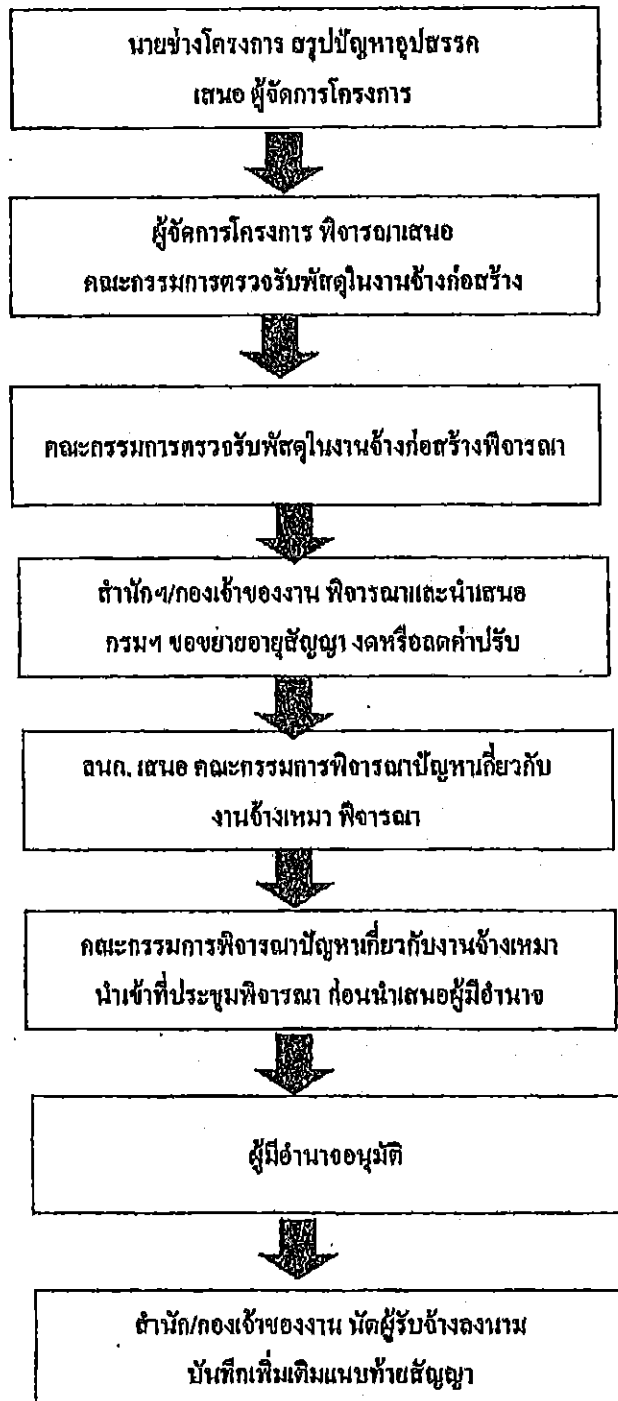 นายช่างโครงการ สรุปปัญหาอุปสรรค
เสนอ ผู้จัดการโครงการ
ผู้จัดการโครงการ พิจารณาเสนอ
คณะกรรมการตรวจรับพัสดุในงานจ้างก่อสร้าง
คณะกรรมการตรวจรับพัสดุในงานจ้างก่อสร้างพิจารณา
สำนักฯ/กองเจ้าของงาน พิจารณาและนำเสนอ
กรมฯ ขอขยายอายุสัญญา งดหรือลดค่าปรับ
สนก. เสนอ คณะกรรมการพิจารณาปัญหาเกี่ยวกับ
งานจ้างเหมา พิจารณา
คณะกรรมการพิจารณาปัญหาเกี่ยวกับงานจ้างเหมา
นำเข้าที่ประชุมพิจารณา ก่อนนำเสนอผู้มีอำนาจ
ผู้มีอำนาจอนุมัติ
สำนัก/กองเจ้าของงาน นัดผู้รับจ้างลงนาม
บันทึกเพิ่มเติมแนบท้ายสัญญา